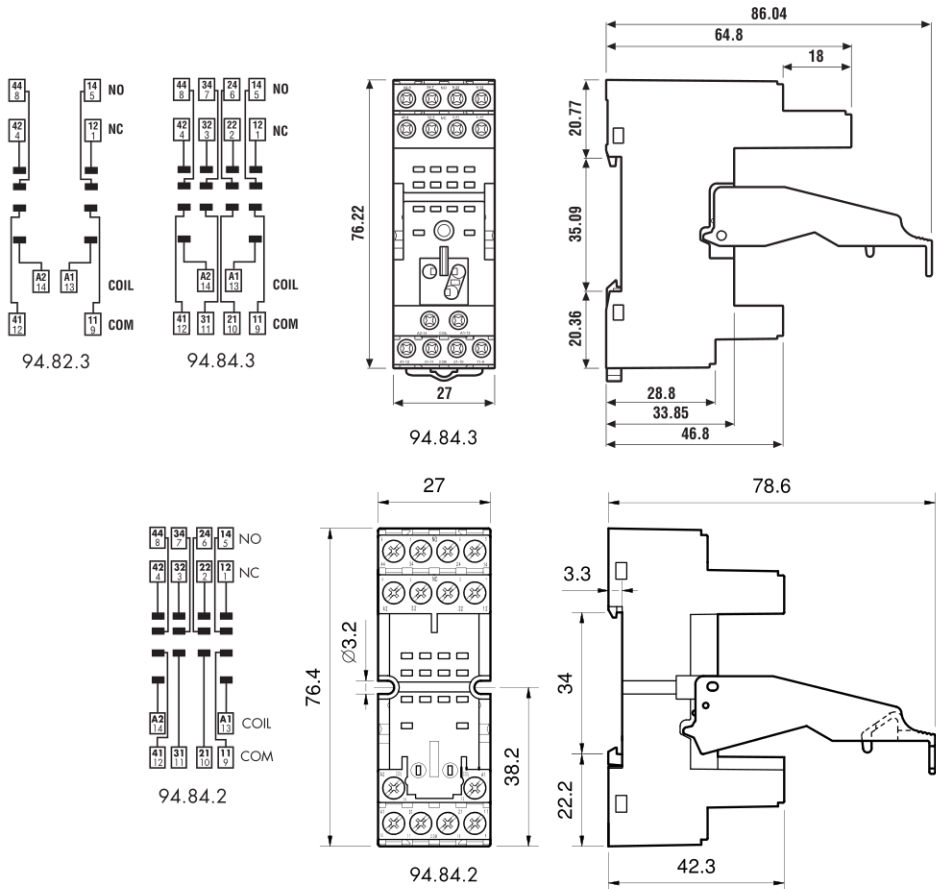 86.04
64.8
18
44 8
14 5
NO
44 8
34 7
24 6
14 5
NO
42 4
12 1
NC
42 4
32 3
22 2
12 1
NC
20.77
76.22
35.09
A2 14
A1 13
COIL
A2 14
A1 13
COIL
41 12
11 9
COM
41 12
31 11
21 10
11 9
COM
20.36
94.82.3
94.84.3
27
28.8
33.85
46.8
94.84.3
27
78.6
44 8
34 7
24 6
14 5
NO
42 4
32 3
22 2
12 1
NC
3.3
Ø3.2
76.4
34
A2 14
A1 13
COIL
41 12
31 11
21 10
11 9
COM
38.2
22.2
94.84.2
94.84.2
42.3